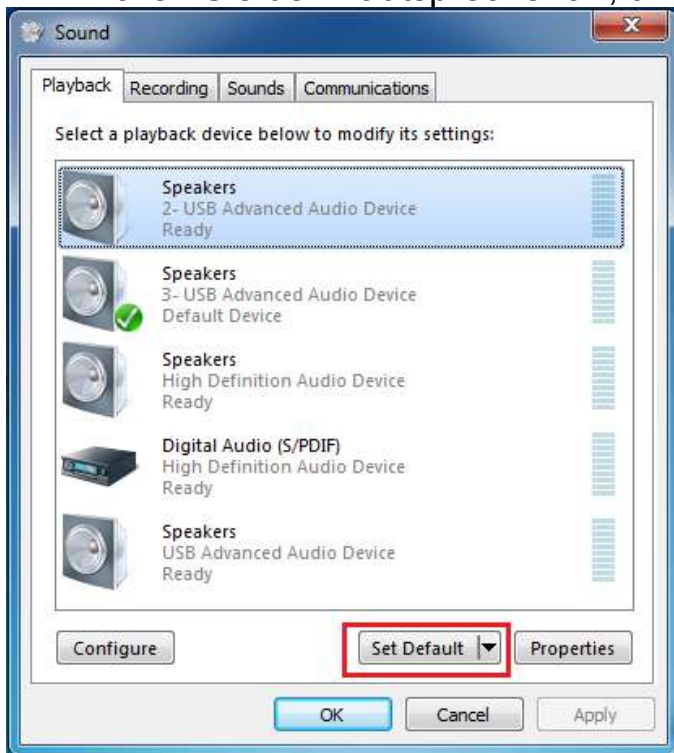 Sound
Playback Recording Sounds Communications
Select a playback device below to modify its settings:
Speakers
2- USB Advanced Audio Device
Ready
Speakers
3- USB Advanced Audio Device
Default Device
Speakers
High Definition Audio Device
Ready
Digital Audio (S/PDIF)
High Definition Audio Device
Ready
Speakers
USB Advanced Audio Device
Ready
Configure Set Default Properties
OK Cancel Apply